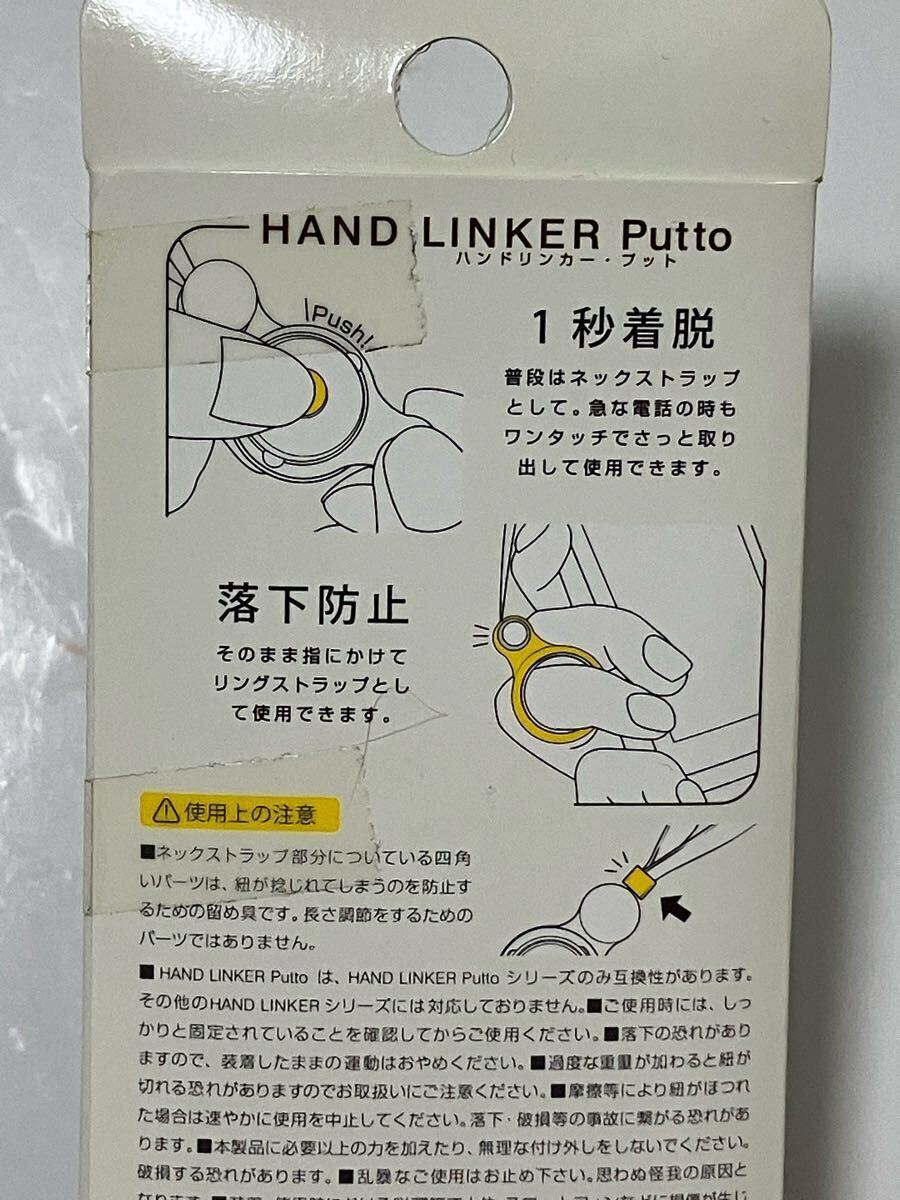 HAND LINKER Putto
ハンドリンカー・プット
Push!
1秒着脱
普段はネックストラップ
として。急な電話の時も
ワンタッチでさっと取り
出して使用できます。
落下防止
そのまま指にかけて
リングストラップとし
て使用できます。
使用上の注意
■ネックストラップ部分についている四角
いパーツは、紐が捻じれてしまうのを防止す
るための留め具です。長さ調節をするための
パーツではありません。
■HAND LINKER Putto は、HAND LINKER Putto シリーズのみ互換性があります。
その他のHAND LINKERシリーズには対応しておりません。■ご使用時には、しっ
かりと固定されていることを確認してからご使用ください。■落下の恐れがあり
ますので、装着したままの運動はおやめください。■過度な重量が加わると紐が
切れる恐れがありますのでお取扱いにご注意ください。■摩擦等により紐がほつれ
た場合は速やかに使用を中止してください。落下・破損等の事故に繋がる恐れがあ
ります。■本製品に必要以上の力を加えたり、無理な付け外しをしないでください。
破損する恐れがあります。■乱暴なご使用はお止め下さい。思わぬ怪我の原因と
なります。